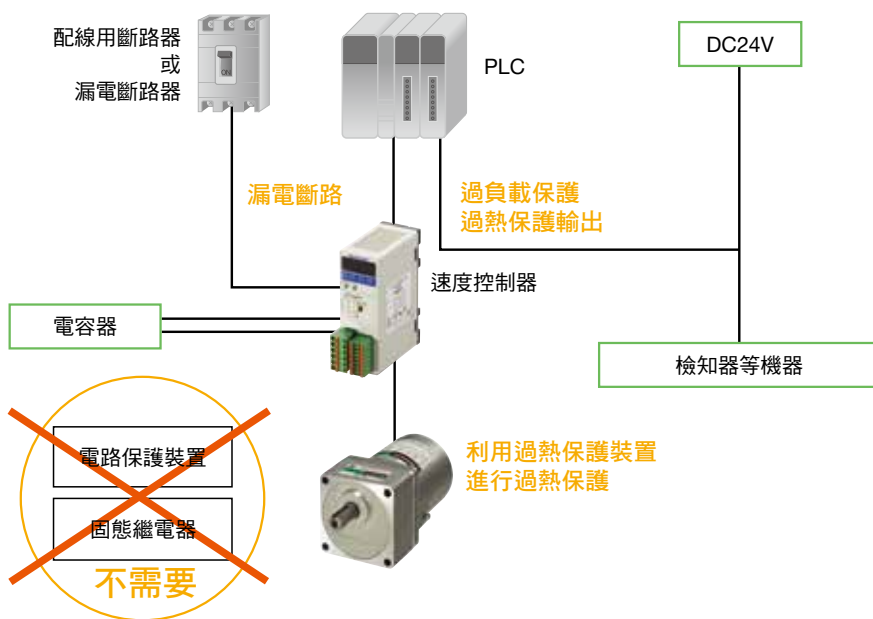 配線用斷路器
或
漏電斷路器
ON
PLC
DC24V
漏電斷路
過負載保護
過熱保護輸出
速度控制器
電容器
檢知器等機器
電路保護裝置
固態繼電器
不需要
利用過熱保護裝置
進行過熱保護